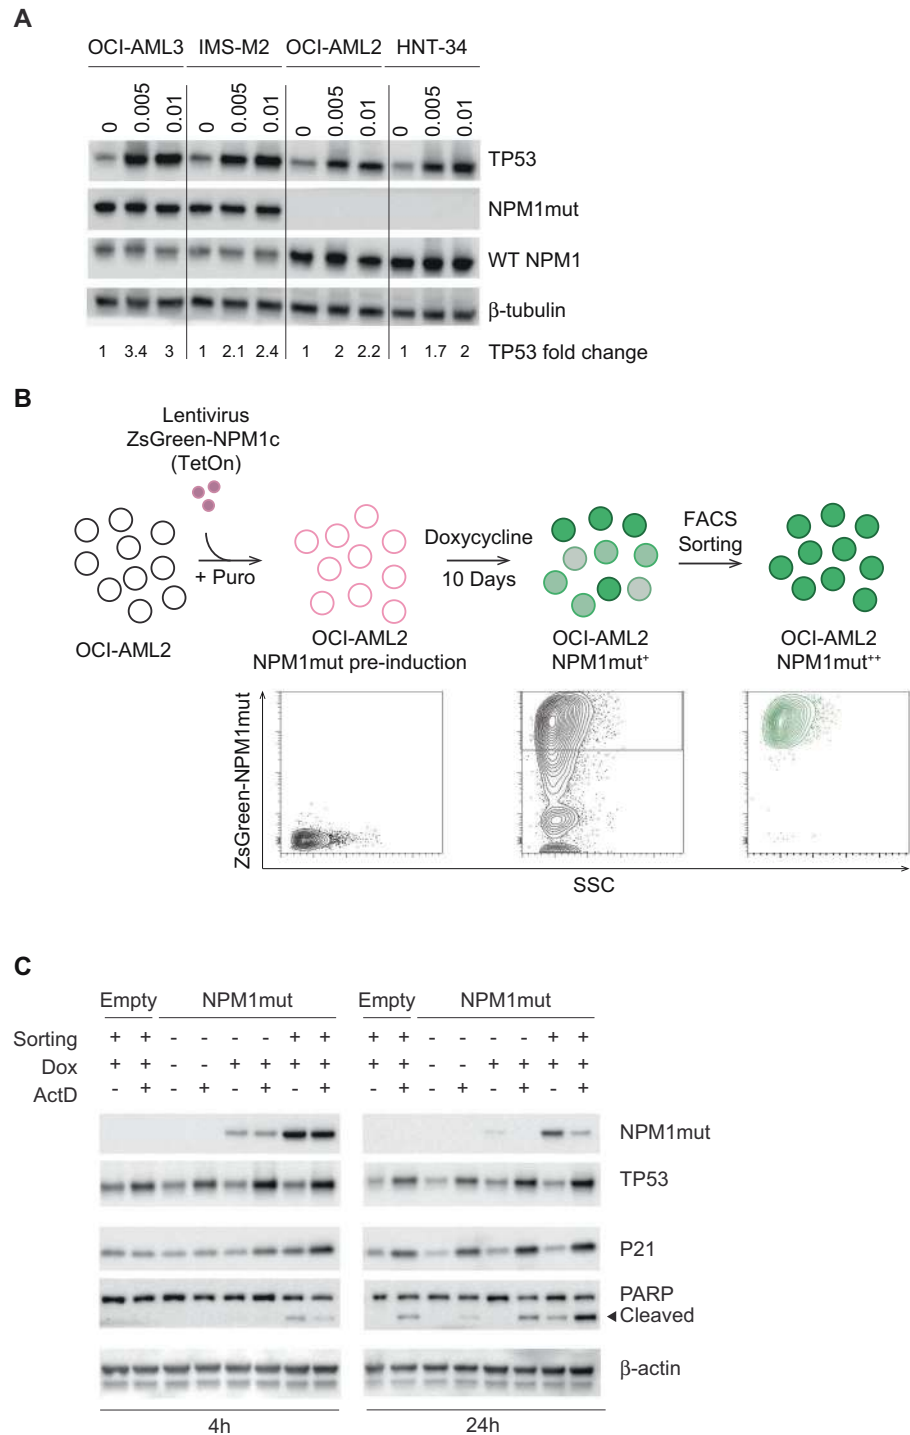 A
OCI-AML3 IMS-M2 OCI-AML2 HNT-34
0 0.005 0.01 0 0.005 0.01 0 0.005 0.01 0 0.005 0.01
TP53
NPM1mut
WT NPM1
β-tubulin
1 3.4 3 1 2.1 2.4 1 2 2.2 1 1.7 2 TP53 fold change
B
Lentivirus
ZsGreen-NPM1c
(TetOn)
+ Puro
Doxycycline
10 Days
FACS
Sorting
OCI-AML2
OCI-AML2
NPM1mut pre-induction
OCI-AML2
NPM1mut⁺
OCI-AML2
NPM1mut⁺⁺
ZsGreen-NPM1mut
SSC
C
Empty NPM1mut Empty NPM1mut
Sorting + + - - - - + + + + - - - - + +
Dox + + - - + + + + + + - - + + + +
ActD - + - + - + - + - + - + - + - +
NPM1mut
TP53
P21
PARP
◄Cleaved
β-actin
4h 24h